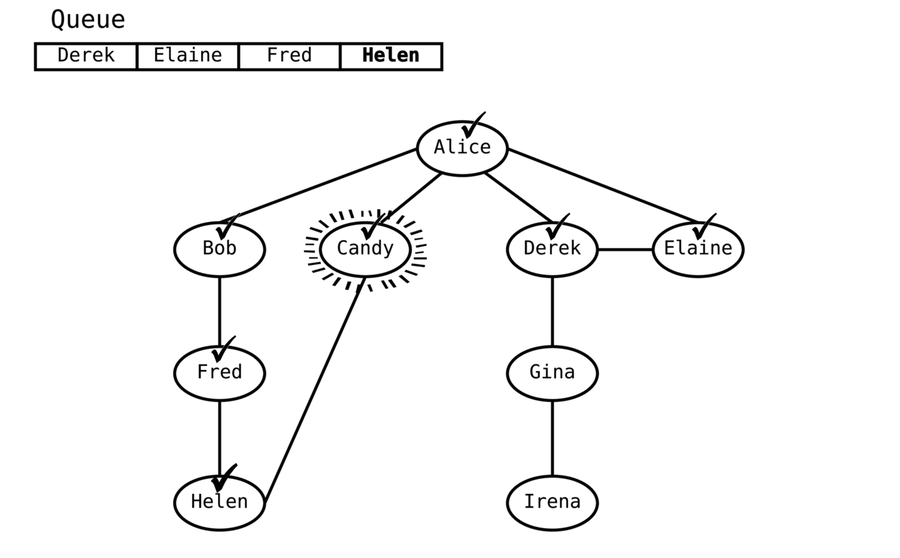 Queue
Derek Elaine Fred Helen
Alice
Bob Candy Derek Elaine
Fred Gina
Helen Irena